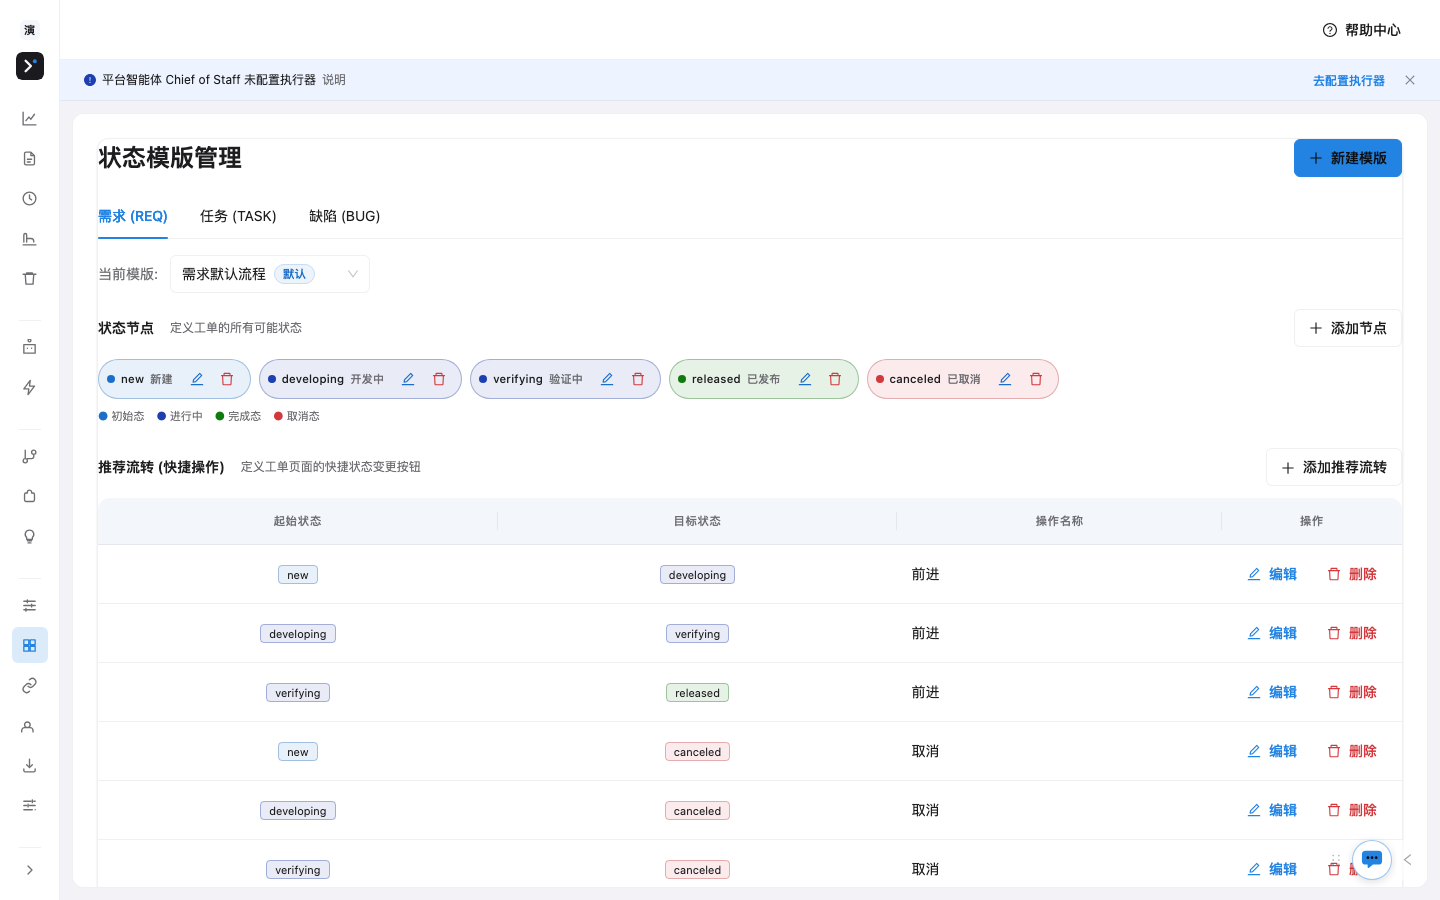 演
帮助中心
平台智能体 Chief of Staff 未配置执行器 说明
去配置执行器
状态模版管理
新建模版
需求 (REQ) 任务 (TASK) 缺陷 (BUG)
当前模版: 需求默认流程 默认
状态节点 定义工单的所有可能状态
添加节点
new 新建 developing 开发中 verifying 验证中 released 已发布 canceled 已取消
初始态 进行中 完成态 取消态
推荐流转 (快捷操作) 定义工单页面的快捷状态变更按钮
添加推荐流转
起始状态 目标状态 操作名称 操作
new developing 前进 编辑 删除
developing verifying 前进 编辑 删除
verifying released 前进 编辑 删除
new canceled 取消 编辑 删除
developing canceled 取消 编辑 删除
verifying canceled 取消 编辑